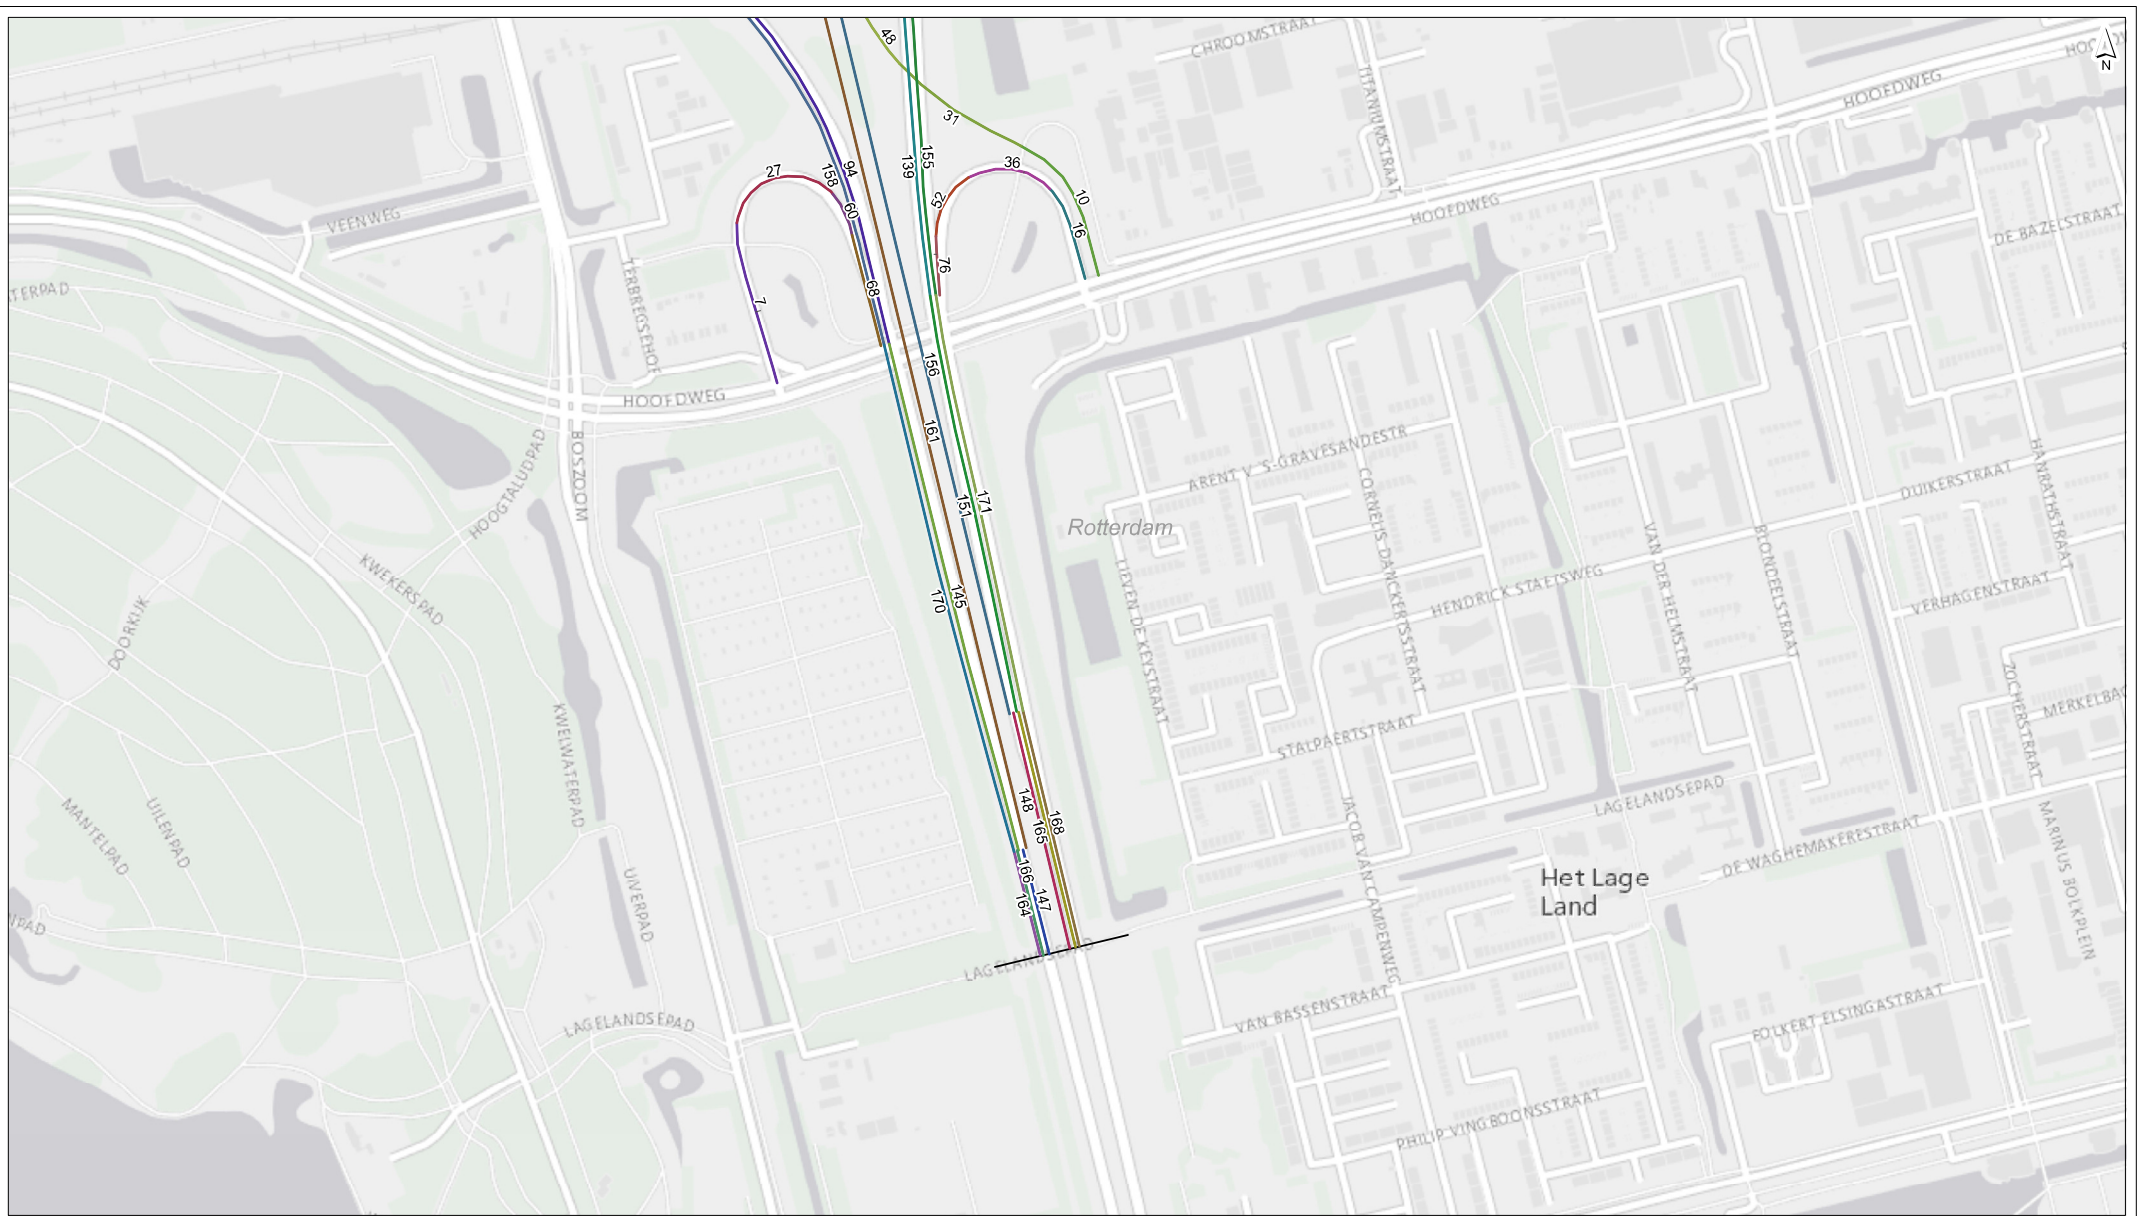 CHROOMSTRAAT
TITANIUMSTRAAT
HOOFDWEG
N
48
31
27
158
94
139
155
36
10
60
16
76
68
7
VEENWEG
HOOFDWEG
DE BAZELSTRAAT
TERBREGSEHOF
TERPAD
156
HOOFDWEG
161
HOOGTALUDPAD
BOSZOOM
ARENT V 'S-GRAVESANDESTR
HANRATHSTRAAT
DUIKERSTRAAT
151
171
Rotterdam
CORNELIS DANCKERTSSTRAAT
VAN DER HELMSTRAAT
BLONDEELSTRAAT
KWEKERSPAD
DOORKIJK
170
145
LIEVEN DE KEYSTRAAT
HENDRICK STAETSWEG
VERHAGENSTRAAT
KWELWATERPAD
ZOCHERSTRAAT
STALPAERTSTRAAT
MANTELPAD
UILENPAD
148
165
168
LAGELANDSEPAD
JACOB VAN CAMPENWEG
DE WAGHEMAKERESTRAAT
MARINUS BOLKPLEIN
UIVERPAD
166
147
164
Het Lage
Land
LAGELANDSEPAD
VAN BASSENSTRAAT
FOLKERT ELSINGASTRAAT
LAGELANDSEPAD
PHILIP VINGBOONSSTRAAT